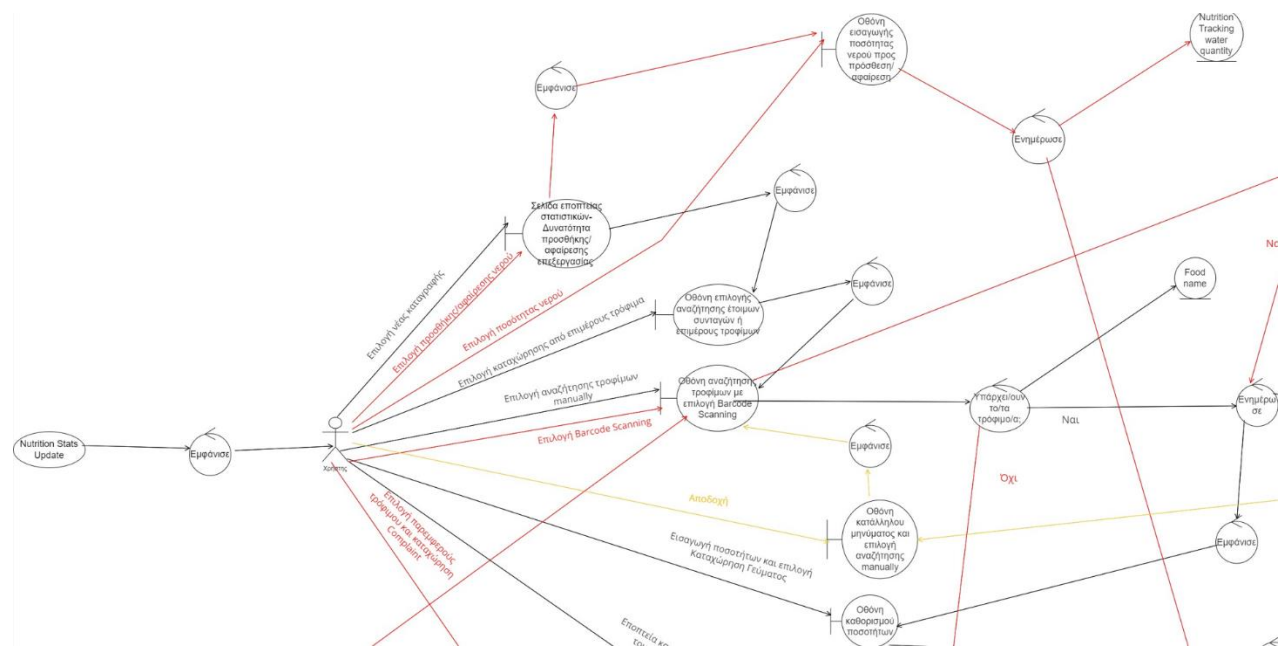 Οθόνη
εισαγωγής
ποσότητας
νερού προς
πρόσθεση/
αφαίρεση
Nutrition
Tracking
water
quantity
Εμφάνισε
Ενημέρωσε
Εμφάνισε
Σελίδα εποπτείας
στατιστικών-
Δυνατότητα
προσθήκης/
αφαίρεσης
επεξεργασίας
Επιλογή νέας καταγραφής
Επιλογή προσθήκης/αφαίρεσης νερού
Επιλογή ποσότητας νερού
Επιλογή καταχώρησης από επιμέρους τρόφιμα
Οθόνη επιλογής
αναζήτησης έτοιμων
συνταγών ή
επιμέρους τροφίμων
Εμφάνισε
Food
name
Επιλογή αναζήτησης τροφίμων
manually
Οθόνη αναζήτησης
τροφίμων με
επιλογή Barcode
Scanning
Επιλογή Barcode Scanning
Υπάρχει/ουν
το/τα
τρόφιμο/α;
Ναι
Ενημέρω
σε
Nutrition Stats
Update
Εμφάνισε
Χρήστης
Εμφάνισε
Όχι
Αποδοχή
Οθόνη
κατάλληλου
μηνύματος και
επιλογή
αναζήτησης
manually
Εμφάνισε
Επιλογή παρεμφερούς
τρόφιμου και καταχώρηση
Complaint
Εισαγωγή ποσοτήτων και επιλογή
Καταχώρηση Γεύματος
Οθόνη
καθορισμού
ποσοτήτων
Εποπτεία